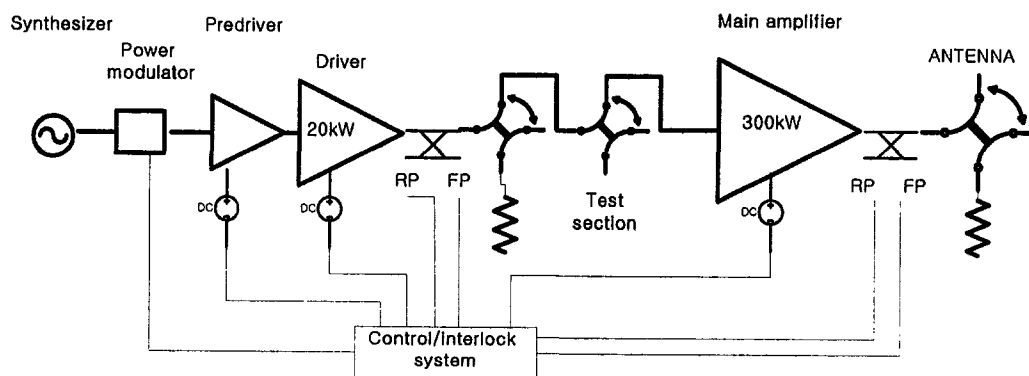 Synthesizer
Power
modulator
Predriver
Driver
20kW
DC
DC
RP FP
Test
section
Main amplifier
300kW
DC
RP FP
ANTENNA
Control/Interlock
system